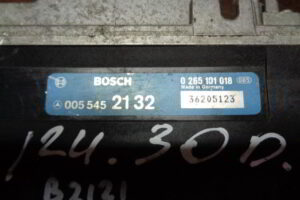 BOSCH 0 265 101 018
Made in Germany
005 545 21 32 36205123
124.30D.
B2121